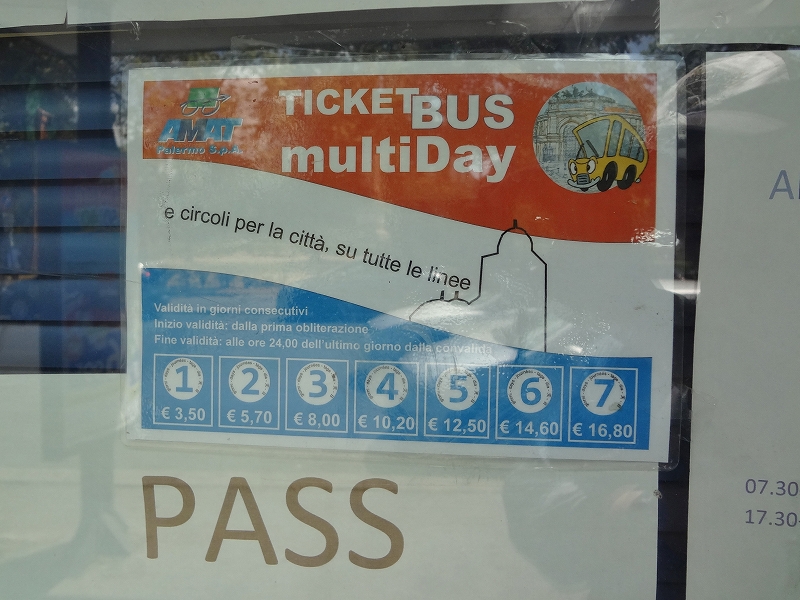 AMAT
Palermo S.p.A.
TICKETBUS
multiDay
e circoli per la città, su tutte le linee
Validità in giorni consecutivi
Inizio validità: dalla prima obliterazione
Fine validità: alle ore 24,00 dell'ultimo giorno dalla convalida
1 2 3 4 5 6 7
€ 3,50 € 5,70 € 8,00 € 10,20 € 12,50 € 14,60 € 16,80
PASS
07.30
17.30-